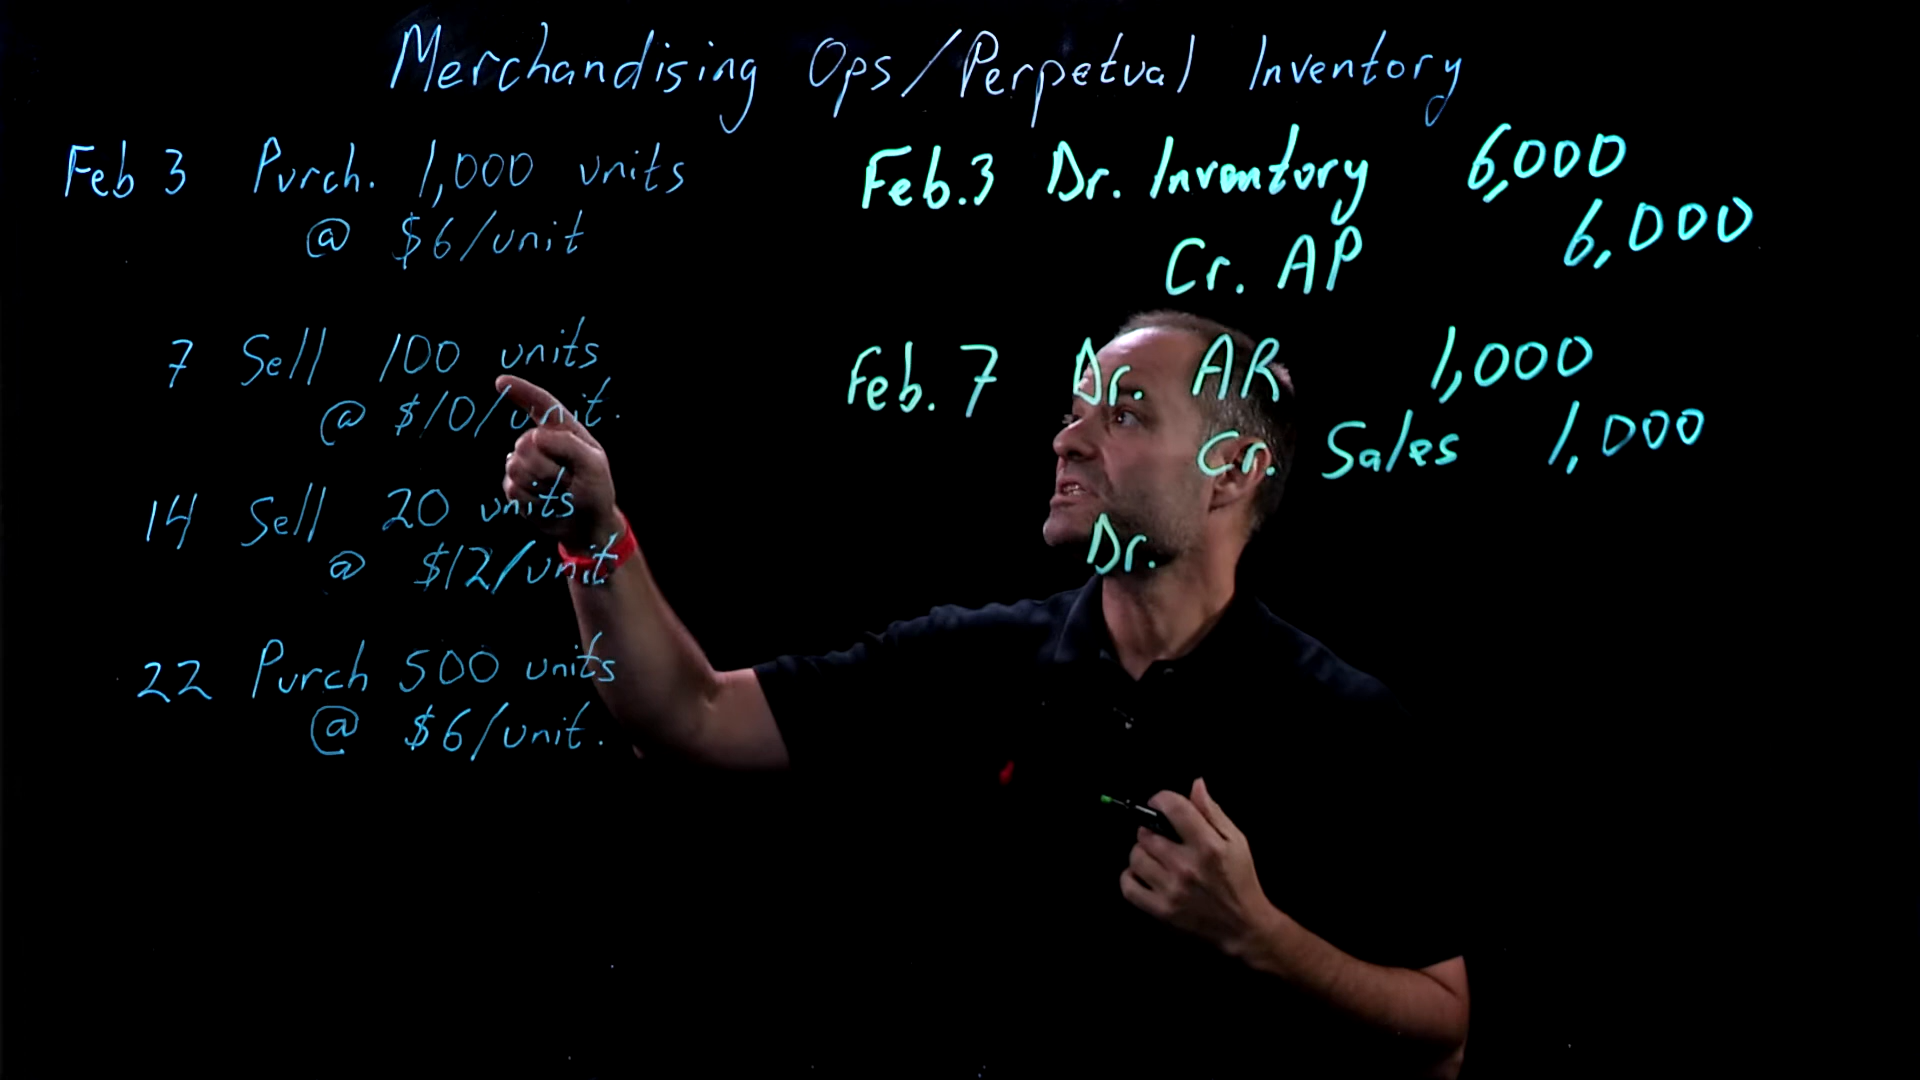 Merchandising Ops/Perpetual Inventory
Feb 3 Purch. 1,000 units
@ $6/unit
7 Sell 100 units
@ $10/unit.
14 Sell 20 units
@ $12/unit
22 Purch 500 units
@ $6/unit.
Feb.3 Dr. Inventory 6,000
Cr. AP 6,000
Feb. 7 Dr. AR 1,000
Cr. Sales 1,000
Dr.